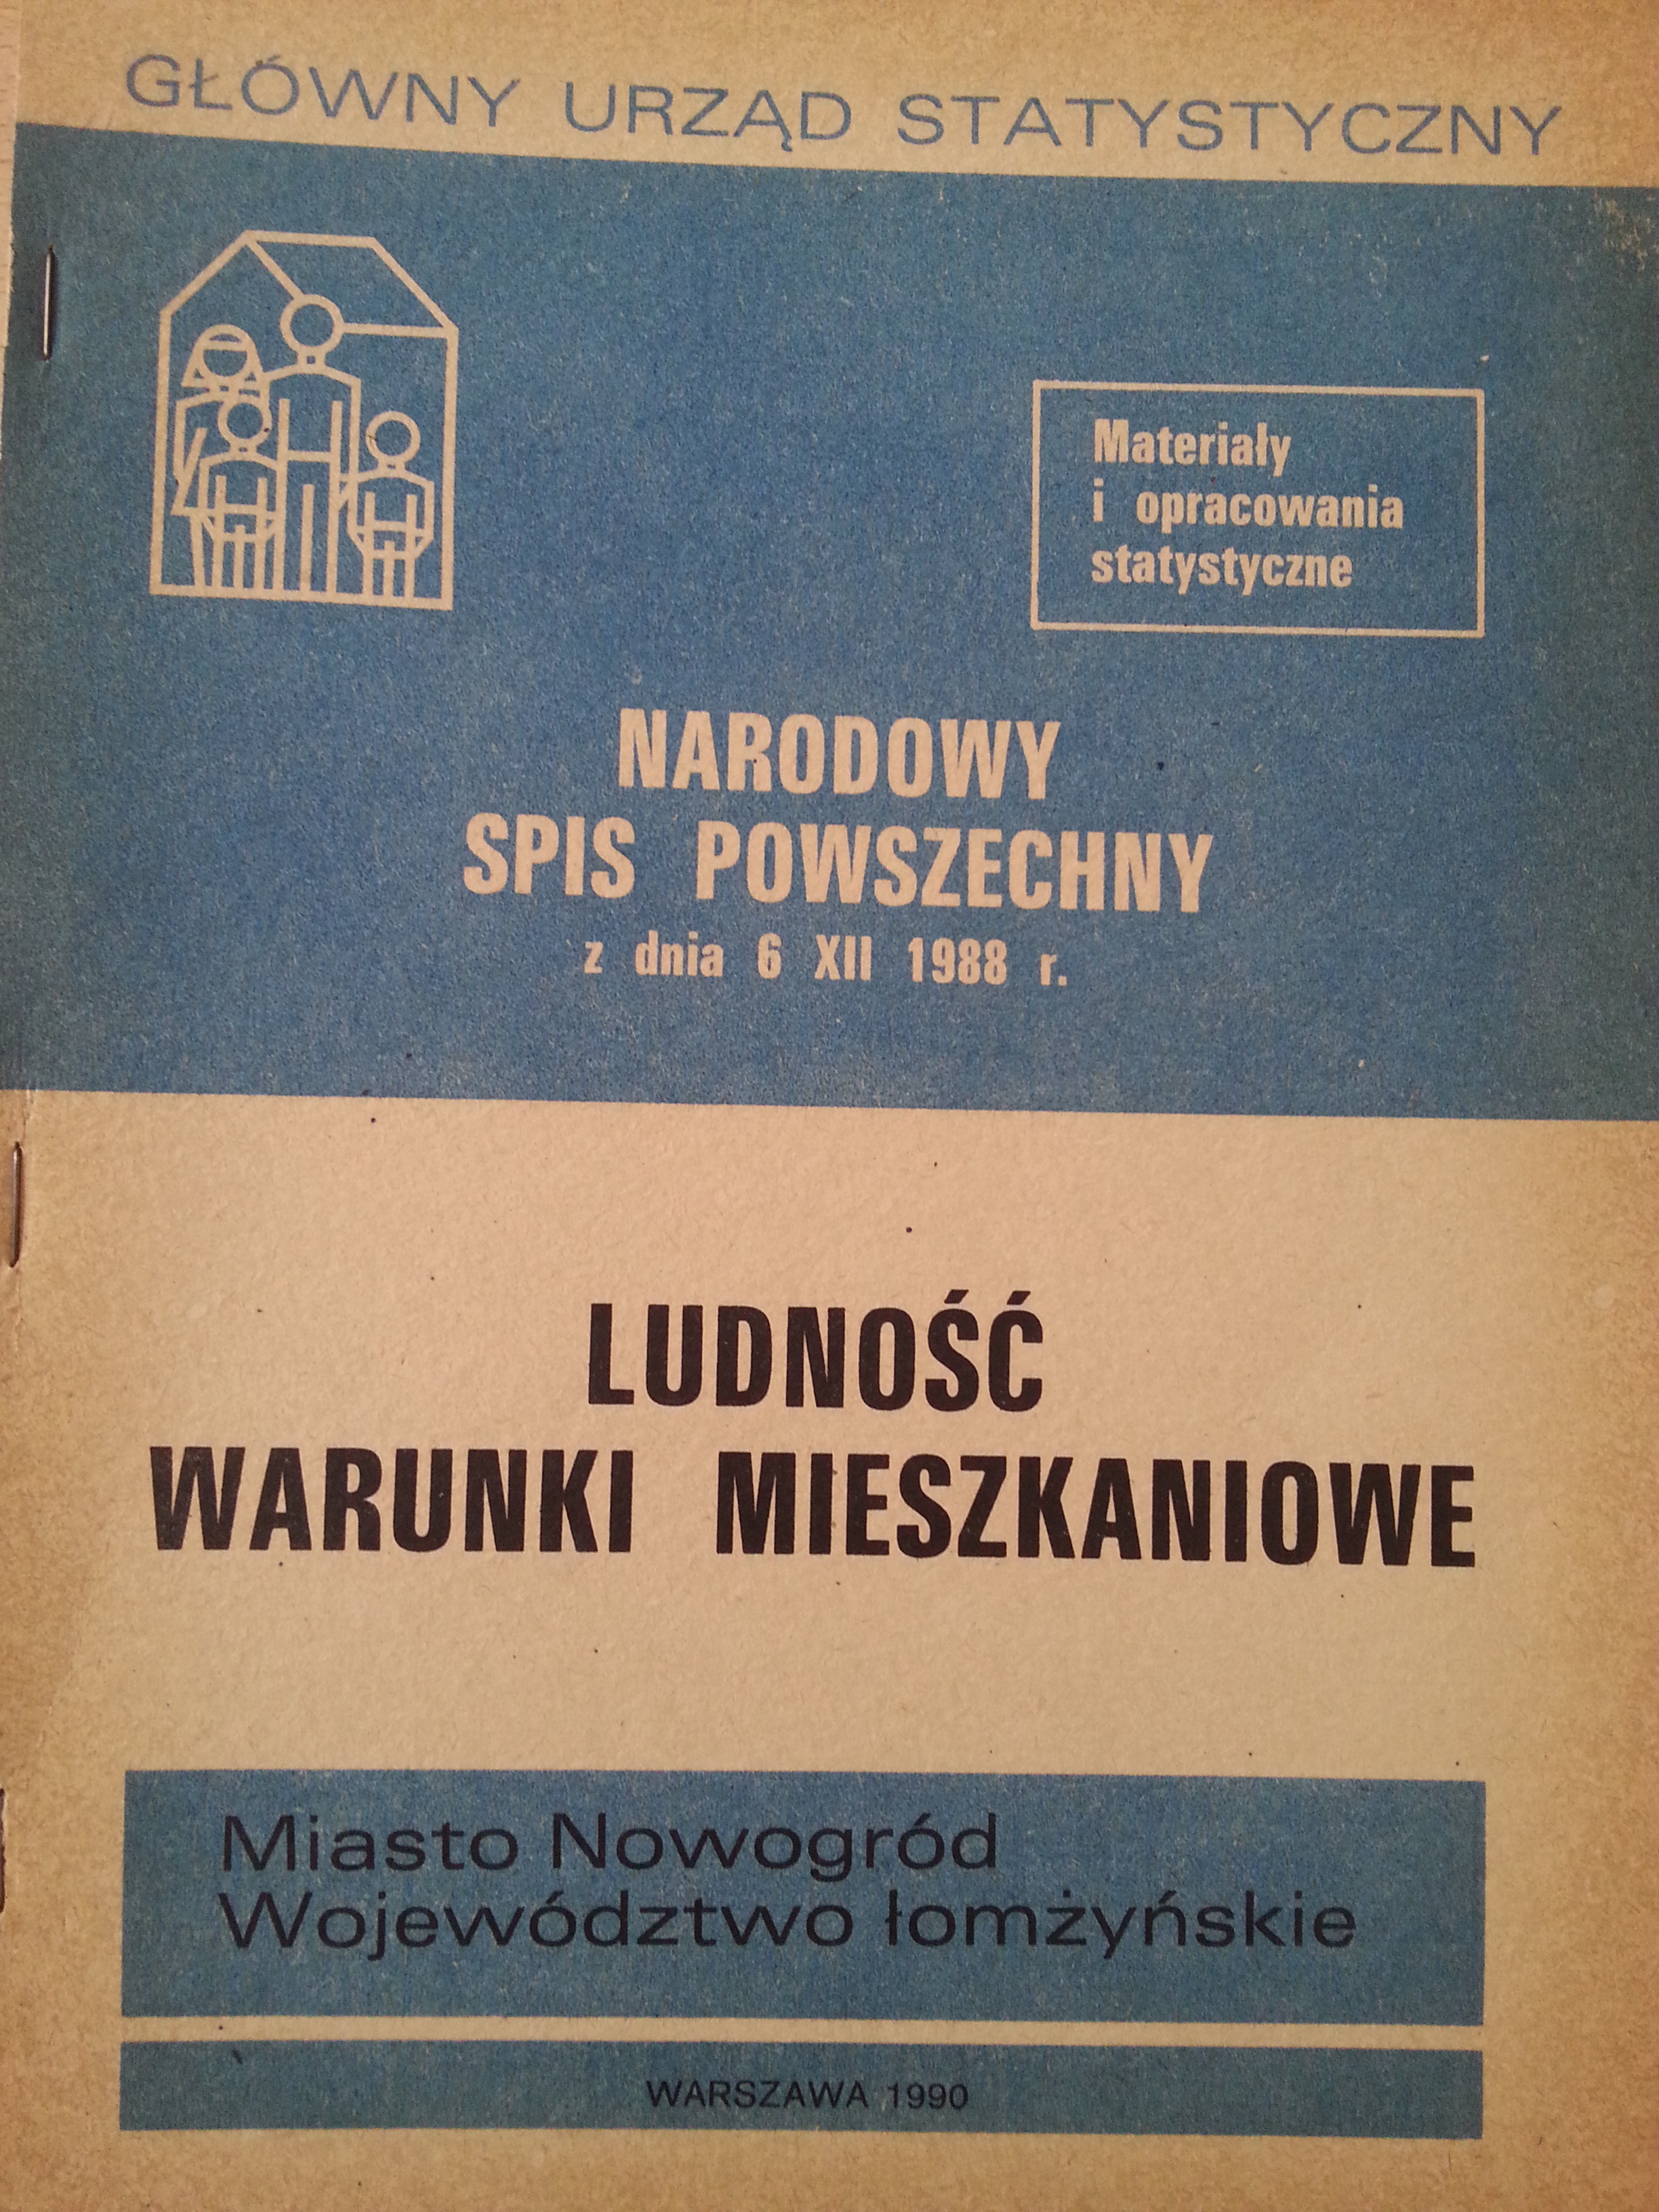 GŁÓWNY URZĄD STATYSTYCZNY
Materiały
i opracowania
statystyczne
NARODOWY
SPIS POWSZECHNY
z dnia 6 XII 1988 r.
LUDNOŚĆ
WARUNKI MIESZKANIOWE
Miasto Nowogród
Województwo łomżyńskie
WARSZAWA 1990